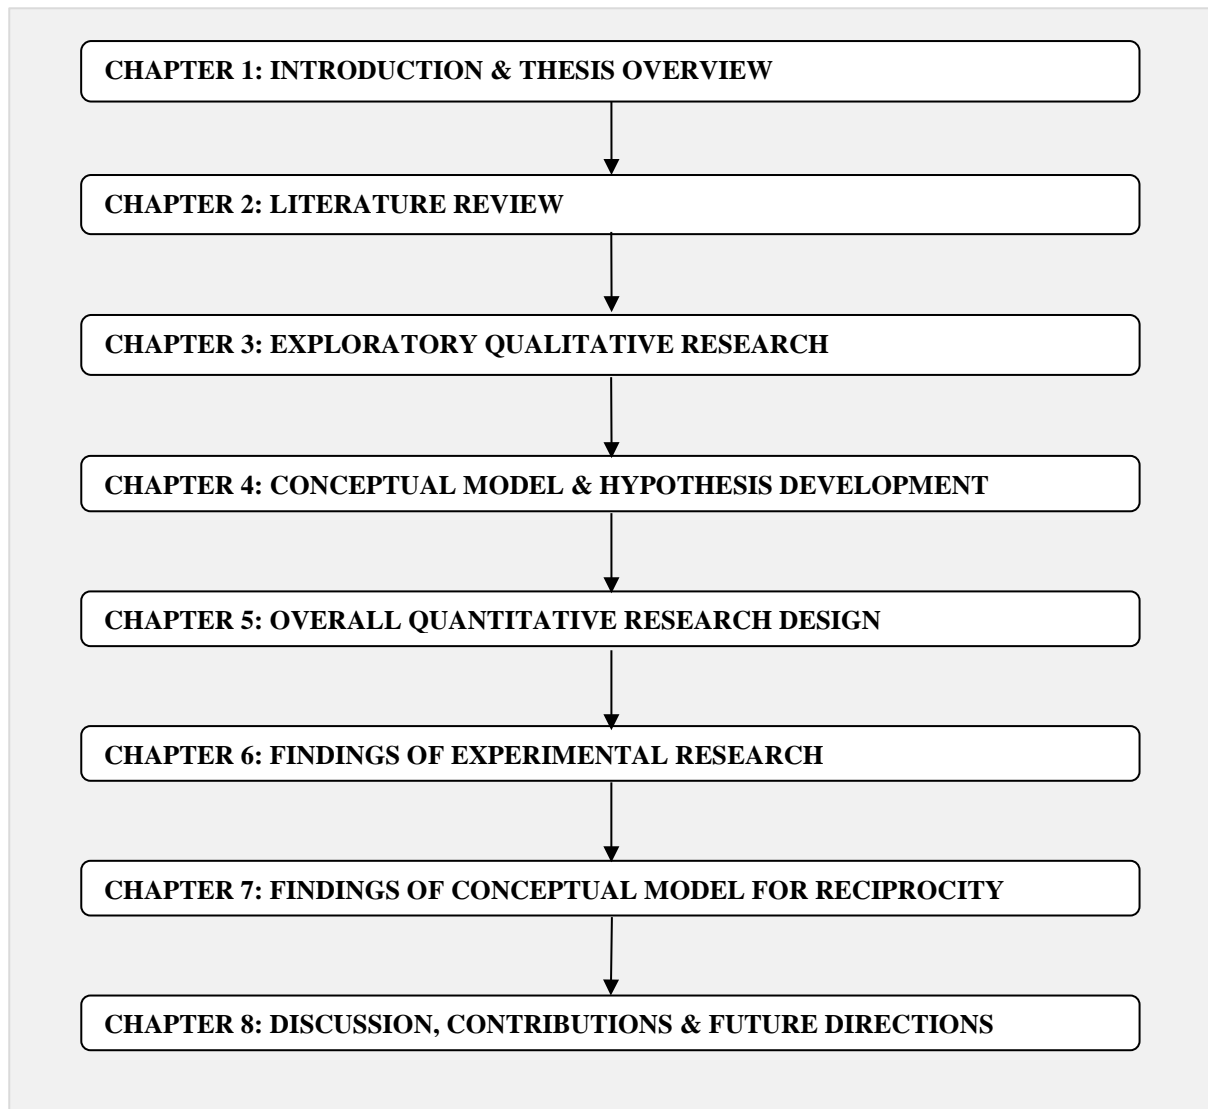 CHAPTER 1: INTRODUCTION & THESIS OVERVIEW
CHAPTER 2: LITERATURE REVIEW
CHAPTER 3: EXPLORATORY QUALITATIVE RESEARCH
CHAPTER 4: CONCEPTUAL MODEL & HYPOTHESIS DEVELOPMENT
CHAPTER 5: OVERALL QUANTITATIVE RESEARCH DESIGN
CHAPTER 6: FINDINGS OF EXPERIMENTAL RESEARCH
CHAPTER 7: FINDINGS OF CONCEPTUAL MODEL FOR RECIPROCITY
CHAPTER 8: DISCUSSION, CONTRIBUTIONS & FUTURE DIRECTIONS